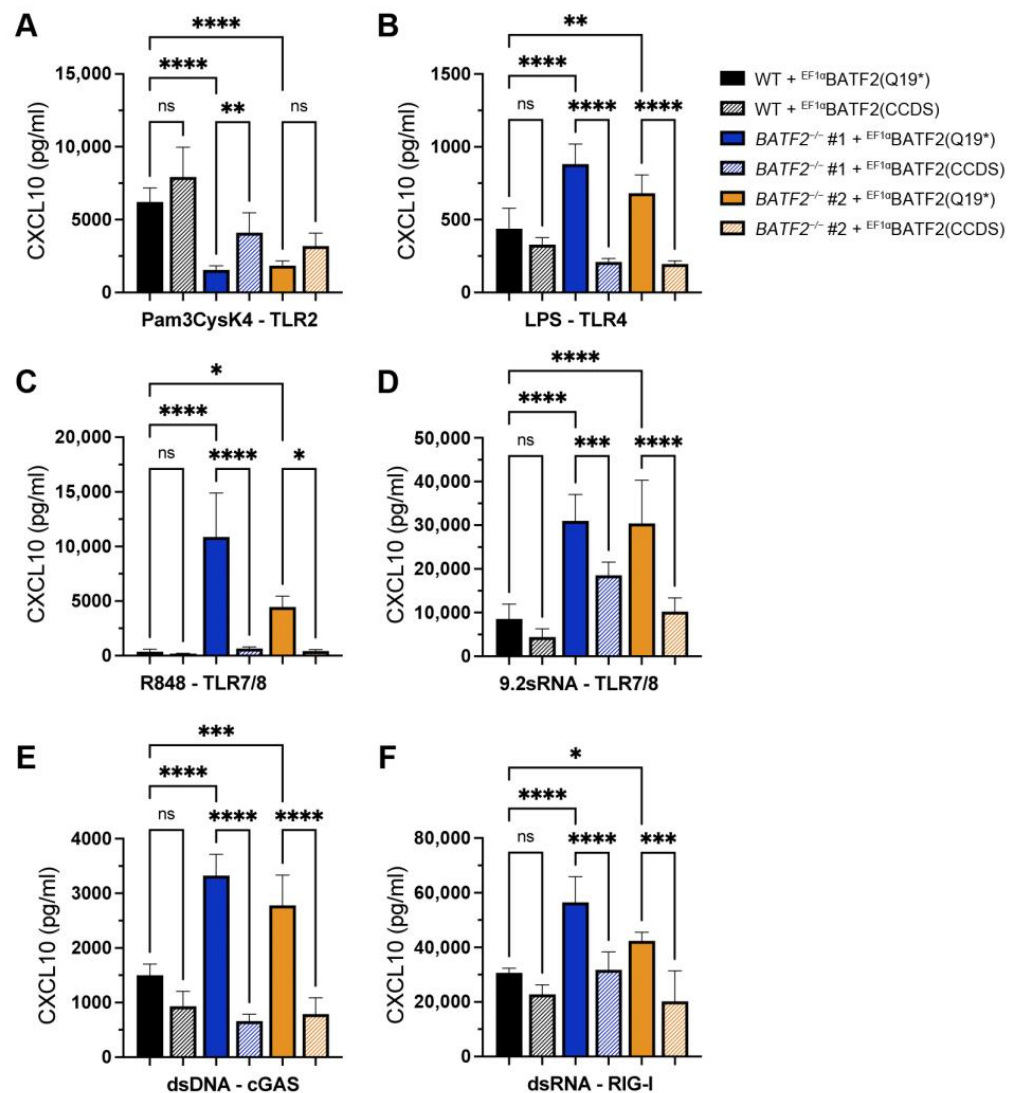 A
****
****
**
ns
ns
15,000
10,000
5000
0
CXCL10 (pg/ml)
Pam3CysK4 - TLR2
B
**
****
ns
****
****
1500
1000
500
0
CXCL10 (pg/ml)
LPS - TLR4
WT + EF1αBATF2(Q19*)
WT + EF1αBATF2(CCDS)
BATF2–/– #1 + EF1αBATF2(Q19*)
BATF2–/– #1 + EF1αBATF2(CCDS)
BATF2–/– #2 + EF1αBATF2(Q19*)
BATF2–/– #2 + EF1αBATF2(CCDS)
C
*
****
ns
****
*
20,000
15,000
10,000
5000
0
CXCL10 (pg/ml)
R848 - TLR7/8
D
****
****
ns
***
****
50,000
40,000
30,000
20,000
10,000
0
CXCL10 (pg/ml)
9.2sRNA - TLR7/8
E
***
****
ns
****
****
4000
3000
2000
1000
0
CXCL10 (pg/ml)
dsDNA - cGAS
F
*
****
ns
****
***
80,000
60,000
40,000
20,000
0
CXCL10 (pg/ml)
dsRNA - RIG-I